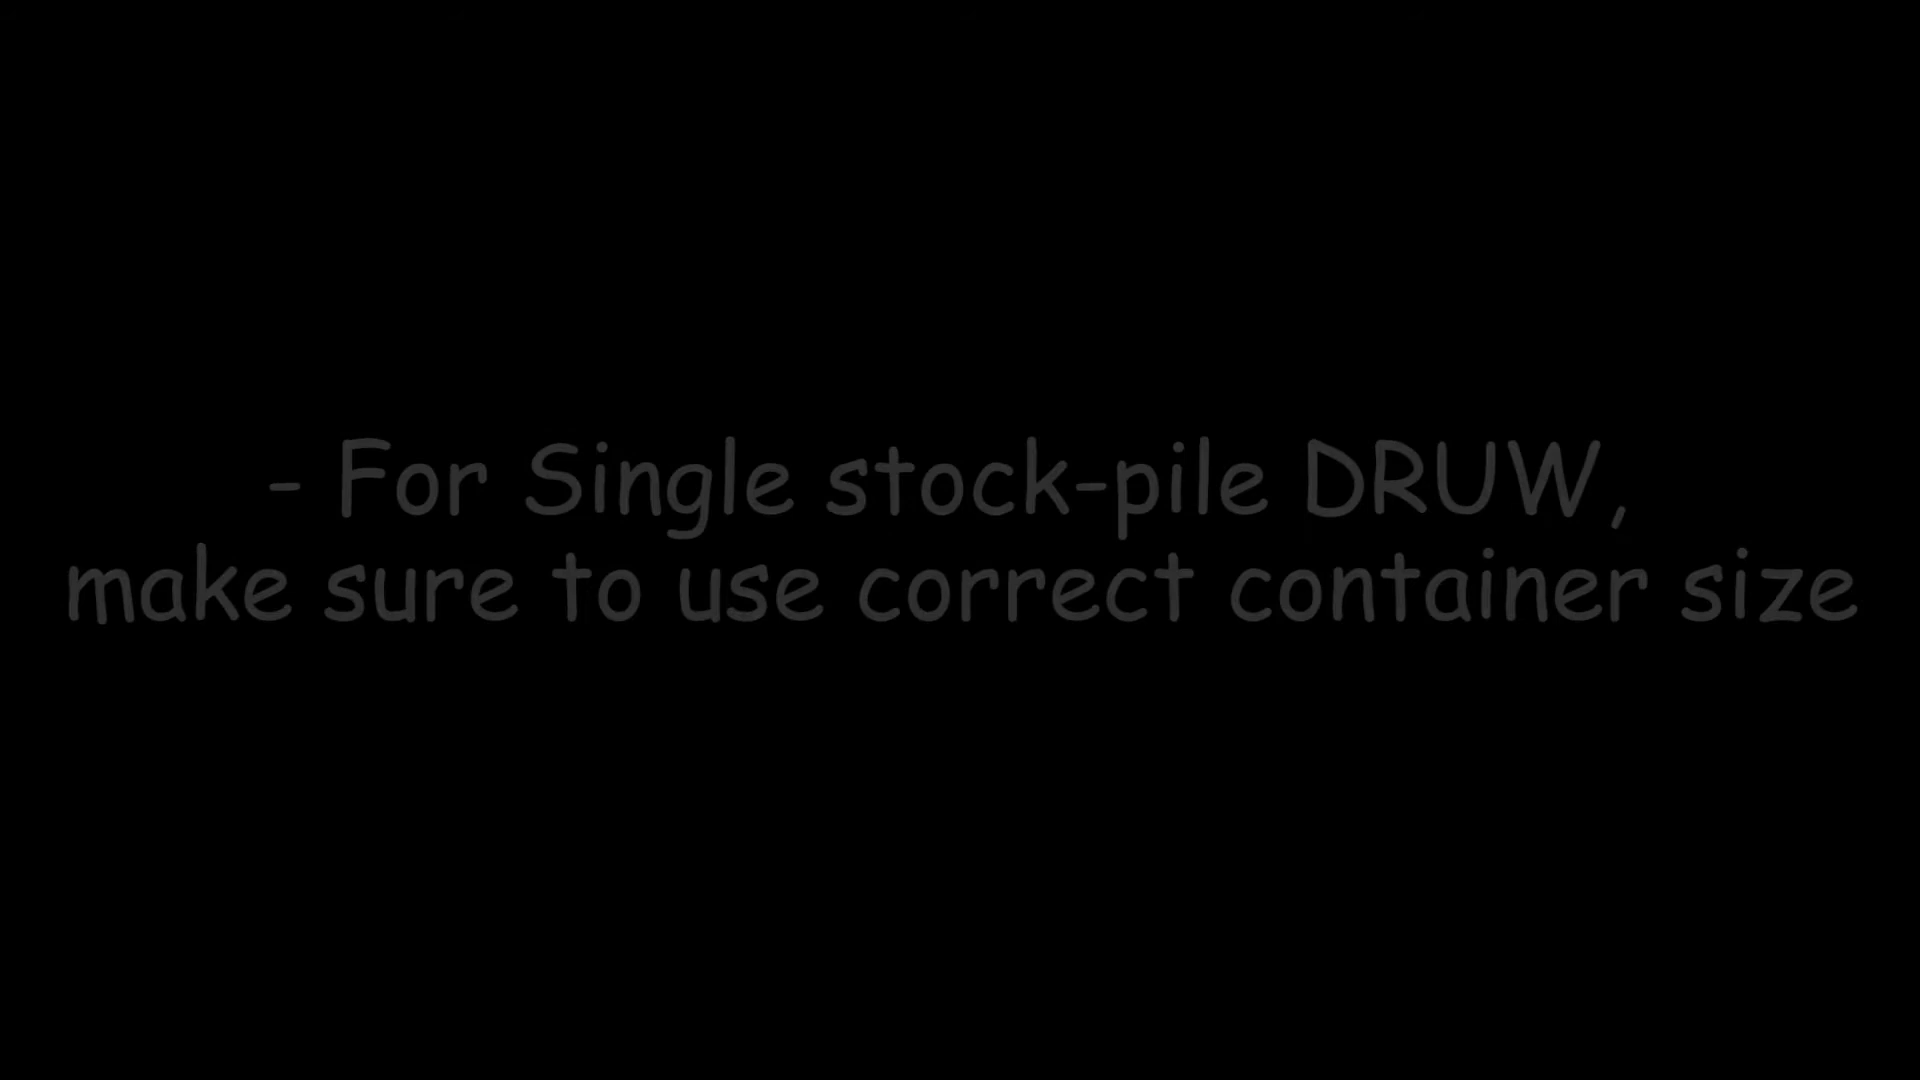 - For Single stock-pile DRUW,
make sure to use correct container size